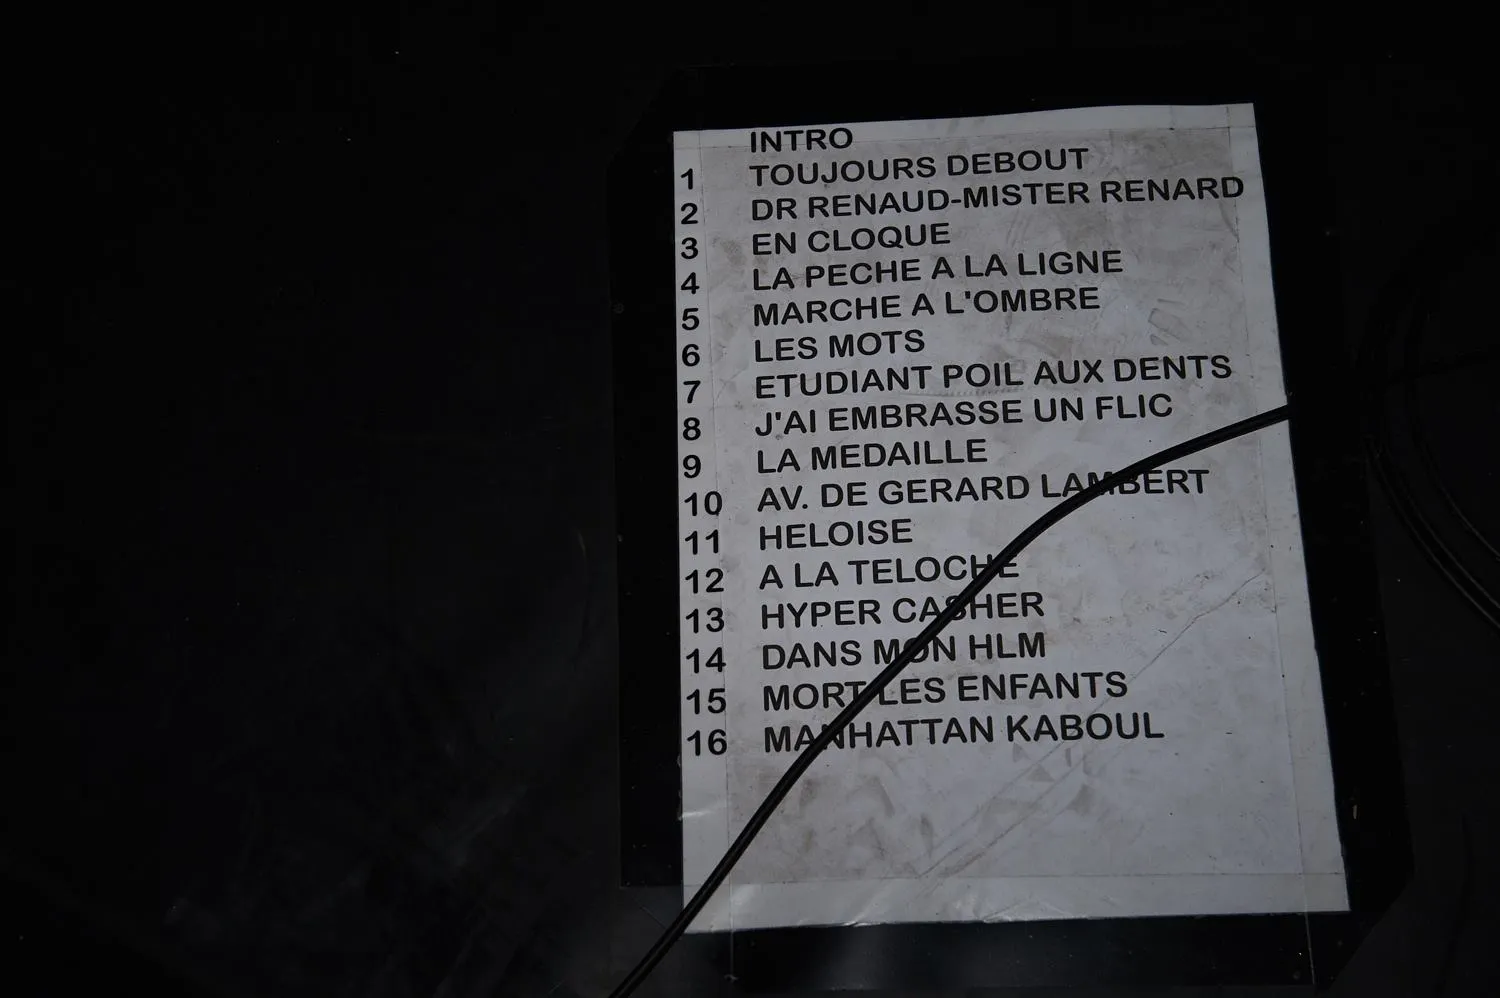 INTRO
1 TOUJOURS DEBOUT
2 DR RENAUD-MISTER RENARD
3 EN CLOQUE
4 LA PECHE A LA LIGNE
5 MARCHE A L'OMBRE
6 LES MOTS
7 ETUDIANT POIL AUX DENTS
8 J'AI EMBRASSE UN FLIC
9 LA MEDAILLE
10 AV. DE GERARD LAMBERT
11 HELOISE
12 A LA TELOCHE
13 HYPER CASHER
14 DANS MON HLM
15 MORT LES ENFANTS
16 MANHATTAN KABOUL